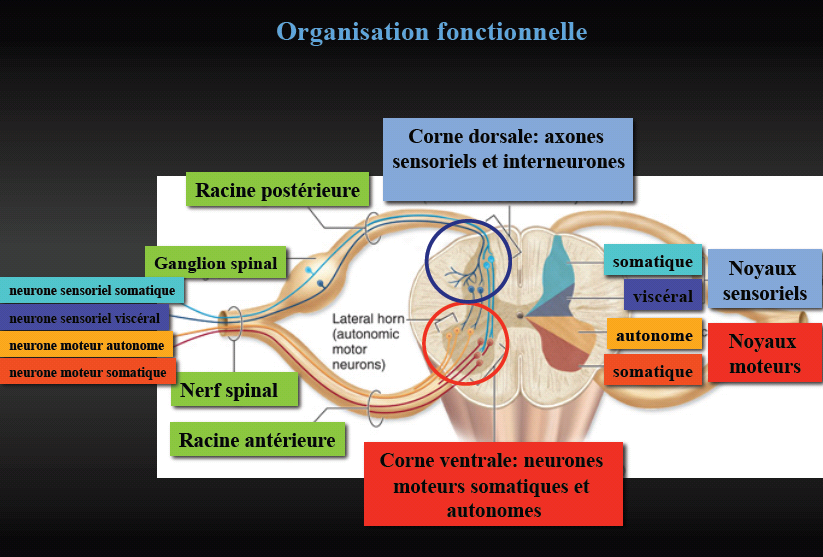 Organisation fonctionnelle
Corne dorsale: axones
sensoriels et interneurones
Racine postérieure
Ganglion spinal
neurone sensoriel somatique
neurone sensoriel viscéral
neurone moteur autonome
neurone moteur somatique
Nerf spinal
Racine antérieure
Lateral horn
(autonomic
motor
neurons)
somatique
viscéral
autonome
somatique
Noyaux
sensoriels
Noyaux
moteurs
Corne ventrale: neurones
moteurs somatiques et
autonomes